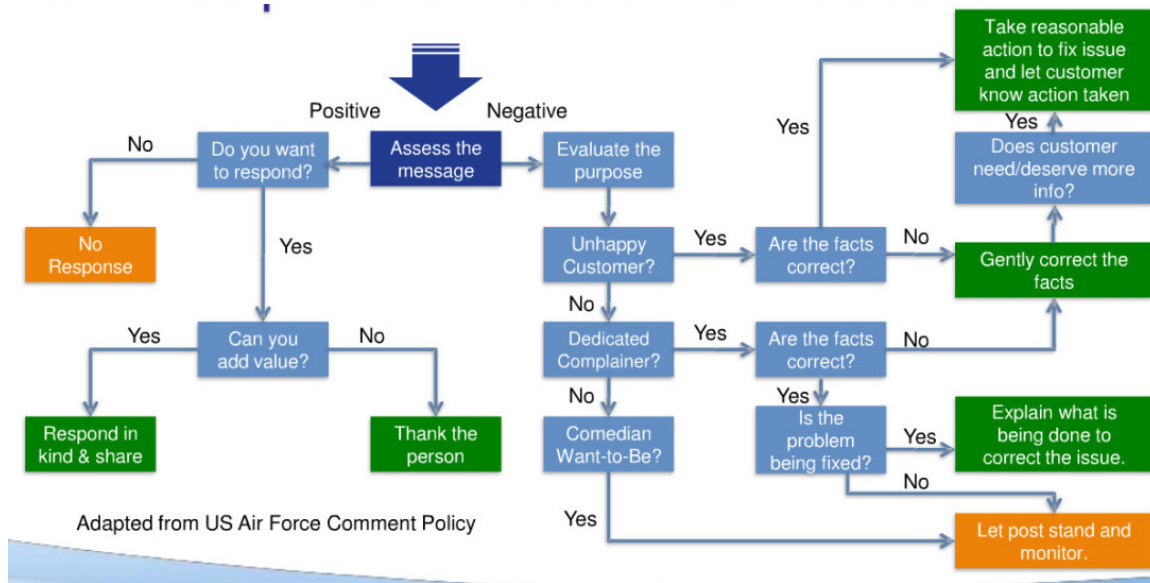 Take reasonable
action to fix issue
and let customer
know action taken
Positive
Negative
Yes
Yes
No
Do you want
to respond?
Assess the
message
Evaluate the
purpose
Does customer
need/deserve more
info?
No
Response
Yes
Unhappy
Customer?
Yes
Are the facts
correct?
No
Gently correct the
facts
No
Yes
Can you
add value?
No
Dedicated
Complainer?
Yes
Are the facts
correct?
No
No
Yes
Respond in
kind & share
Thank the
person
Comedian
Want-to-Be?
Is the
problem
being fixed?
Yes
Explain what is
being done to
correct the issue.
No
Yes
Adapted from US Air Force Comment Policy
Let post stand and
monitor.